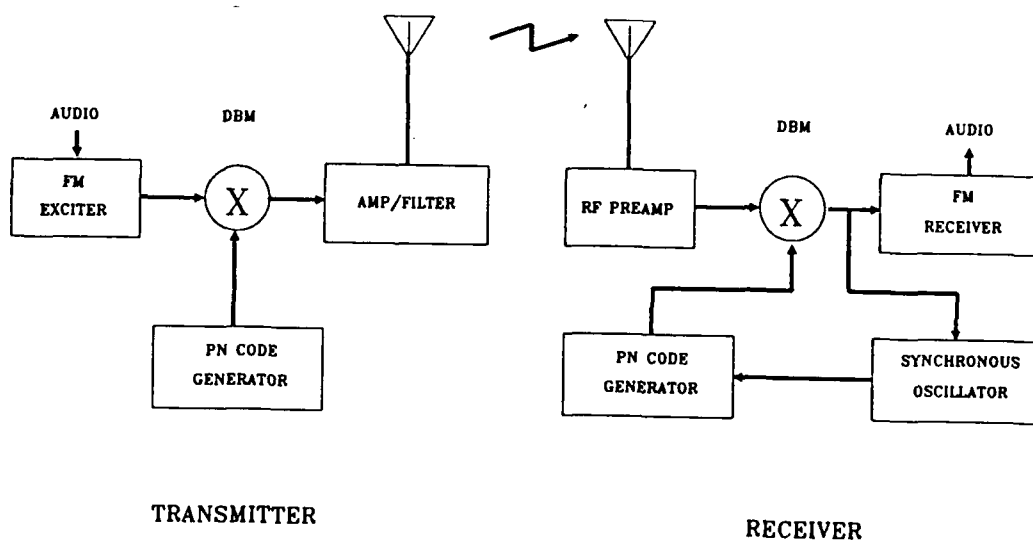 AUDIO
DBM
FM
EXCITER
X
AMP/FILTER
PN CODE
GENERATOR
TRANSMITTER
DBM
AUDIO
RF PREAMP
X
FM
RECEIVER
PN CODE
GENERATOR
SYNCHRONOUS
OSCILLATOR
RECEIVER